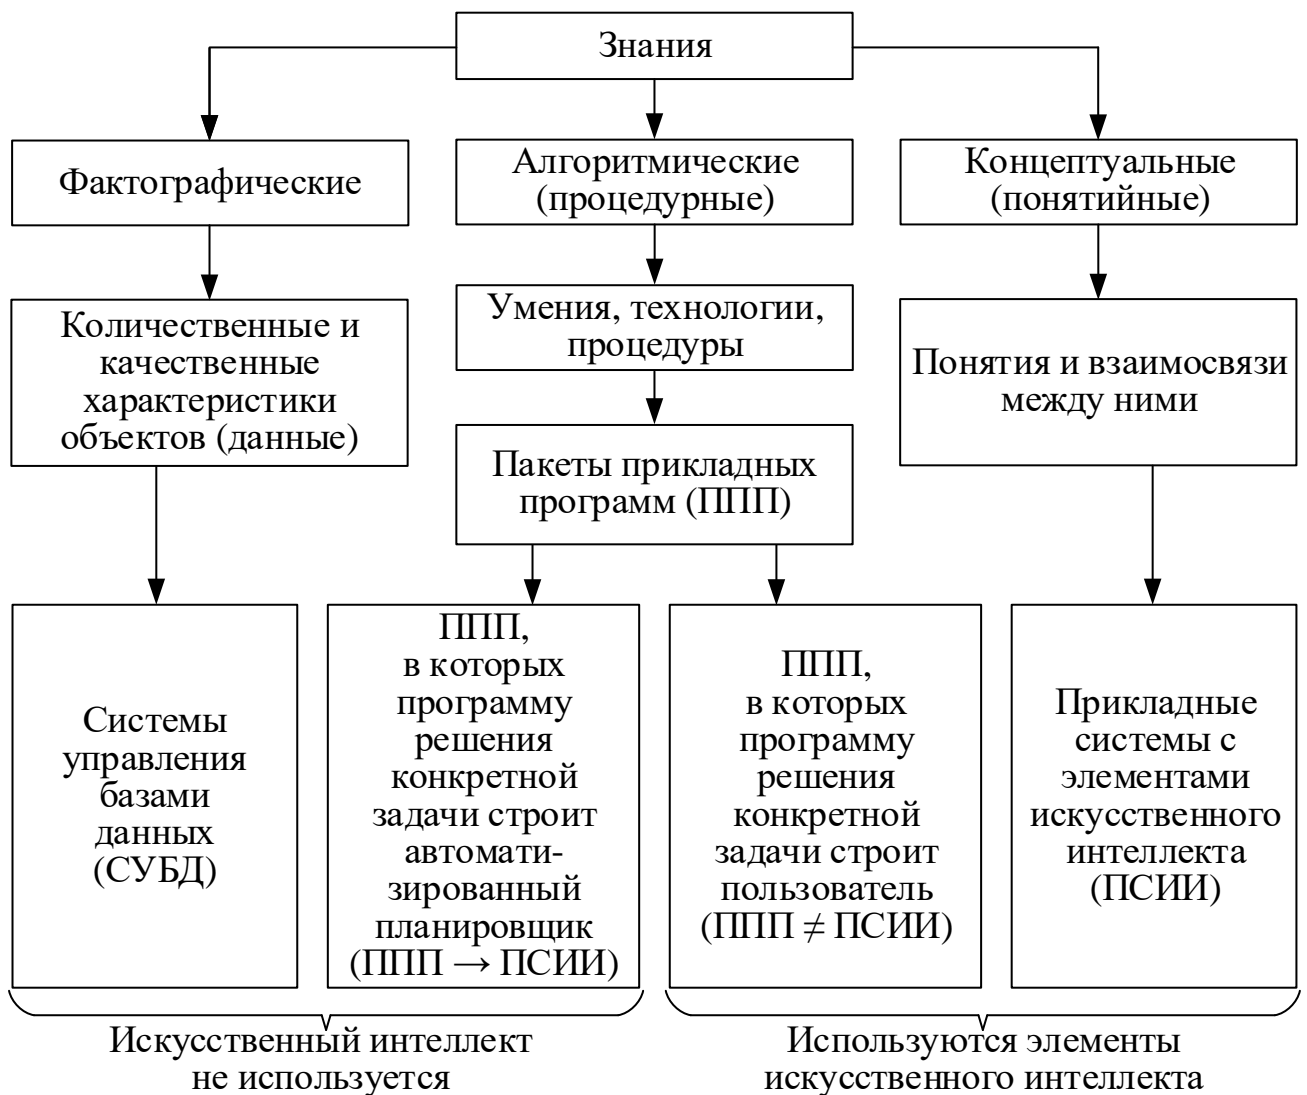 Знания
Фактографические
Алгоритмические
(процедурные)
Концептуальные
(понятийные)
Количественные и
качественные
характеристики
объектов (данные)
Умения, технологии,
процедуры
Понятия и взаимосвязи
между ними
Пакеты прикладных
программ (ППП)
Системы
управления
базами
данных
(СУБД)
ППП,
в которых
программу
решения
конкретной
задачи строит
автомати-
зированный
планировщик
(ППП → ПСИИ)
ППП,
в которых
программу
решения
конкретной
задачи строит
пользователь
(ППП ≠ ПСИИ)
Прикладные
системы с
элементами
искусственного
интеллекта
(ПСИИ)
Искусственный интеллект
не используется
Используются элементы
искусственного интеллекта